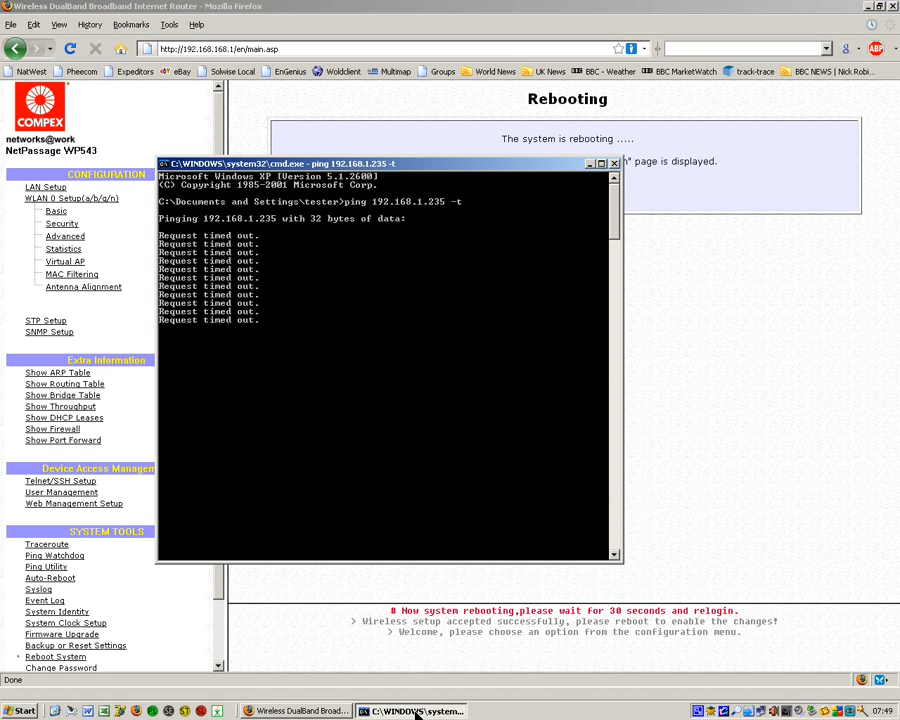 Wireless DualBand Broadband Internet Router - Mozilla Firefox
File Edit View History Bookmarks Tools Help
http://192.168.168.1/en/main.asp
NatWest Pheecom Expeditors eBay Solwise Local EnGenius Worldclient Multimap Groups World News UK News BBC - Weather BBC MarketWatch track-trace BBC NEWS | Nick Robi...
COMPEX
networks@work
NetPassage WP543
CONFIGURATION
LAN Setup
WLAN 0 Setup(a/b/g/n)
Basic
Security
Advanced
Statistics
Virtual AP
MAC Filtering
Antenna Alignment
STP Setup
SNMP Setup
Extra Information
Show ARP Table
Show Routing Table
Show Bridge Table
Show Throughput
Show DHCP Leases
Show Firewall
Show Port Forward
Device Access Managem
Telnet/SSH Setup
User Management
Web Management Setup
SYSTEM TOOLS
Traceroute
Ping Watchdog
Ping Utility
Auto-Reboot
Syslog
Event Log
System Identity
System Clock Setup
Firmware Upgrade
Backup or Reset Settings
Reboot System
Change Password
Rebooting
The system is rebooting .....
" page is displayed.
C:\WINDOWS\system32\cmd.exe - ping 192.168.1.235 -t
Microsoft Windows XP [Version 5.1.2600]
(C) Copyright 1985-2001 Microsoft Corp.
C:\Documents and Settings\tester>ping 192.168.1.235 -t
Pinging 192.168.1.235 with 32 bytes of data:
Request timed out.
Request timed out.
Request timed out.
Request timed out.
Request timed out.
Request timed out.
Request timed out.
Request timed out.
Request timed out.
Request timed out.
Request timed out.
# Now system rebooting,please wait for 30 seconds and relogin.
> Wireless setup accepted successfully, please reboot to enable the changes!
> Welcome, please choose an option from the configuration menu.
Done
Start Wireless DualBand Broad... C:\WINDOWS\system... 07:49